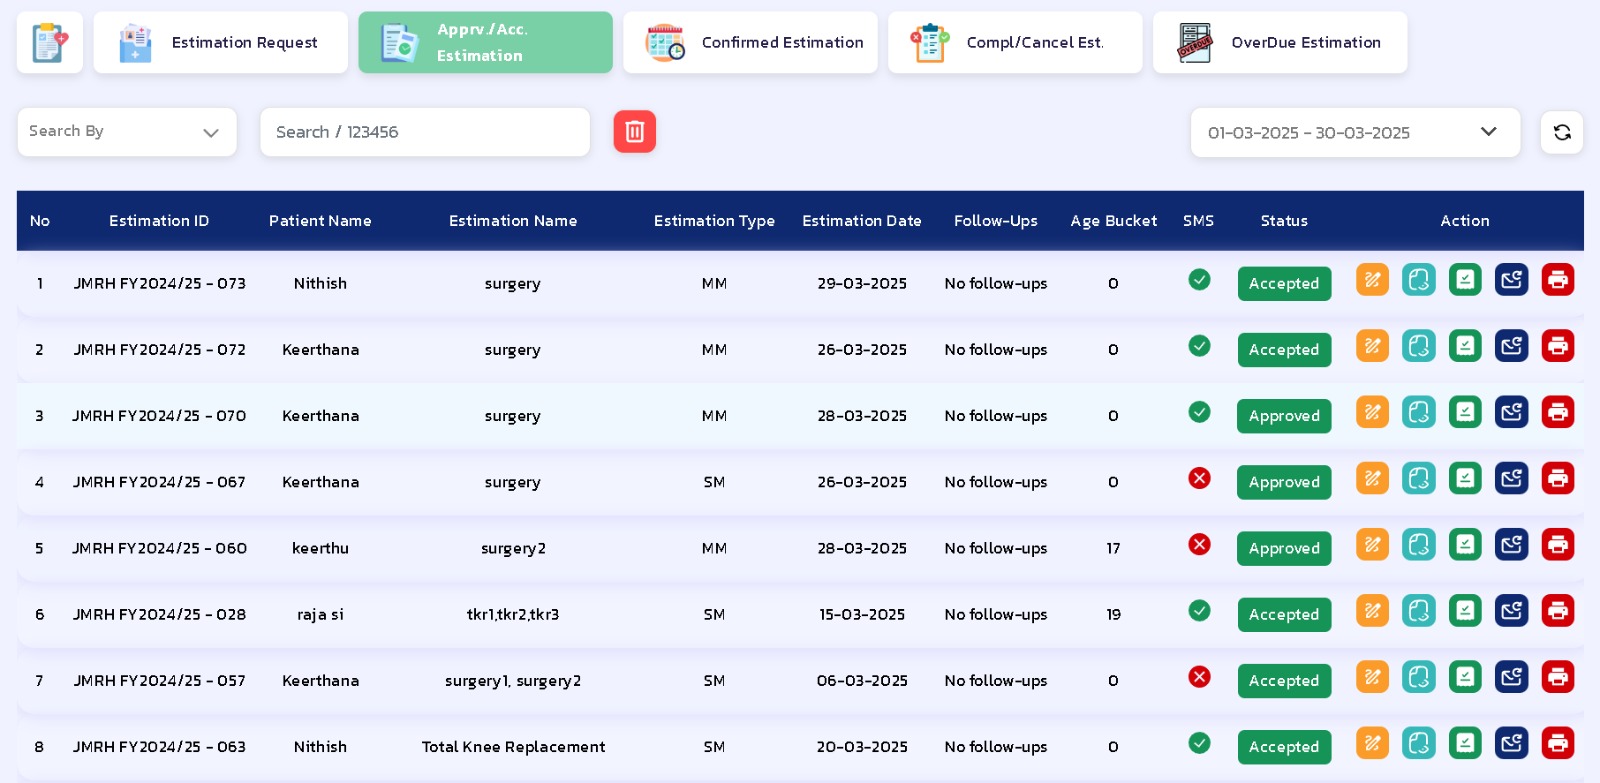 Estimation Request
Apprv./Acc.
Estimation
Confirmed Estimation
Compl/Cancel Est.
OVERDUE
OverDue Estimation
Search By
Search / 123456
01-03-2025 - 30-03-2025
No Estimation ID Patient Name Estimation Name Estimation Type Estimation Date Follow-Ups Age Bucket SMS Status Action
1 JMRH FY2024/25 - 073 Nithish surgery MM 29-03-2025 No follow-ups 0 Accepted
2 JMRH FY2024/25 - 072 Keerthana surgery MM 26-03-2025 No follow-ups 0 Accepted
3 JMRH FY2024/25 - 070 Keerthana surgery MM 28-03-2025 No follow-ups 0 Approved
4 JMRH FY2024/25 - 067 Keerthana surgery SM 26-03-2025 No follow-ups 0 Approved
5 JMRH FY2024/25 - 060 keerthu surgery2 MM 28-03-2025 No follow-ups 17 Approved
6 JMRH FY2024/25 - 028 raja si tkr1,tkr2,tkr3 SM 15-03-2025 No follow-ups 19 Accepted
7 JMRH FY2024/25 - 057 Keerthana surgery1, surgery2 SM 06-03-2025 No follow-ups 0 Accepted
8 JMRH FY2024/25 - 063 Nithish Total Knee Replacement SM 20-03-2025 No follow-ups 0 Accepted